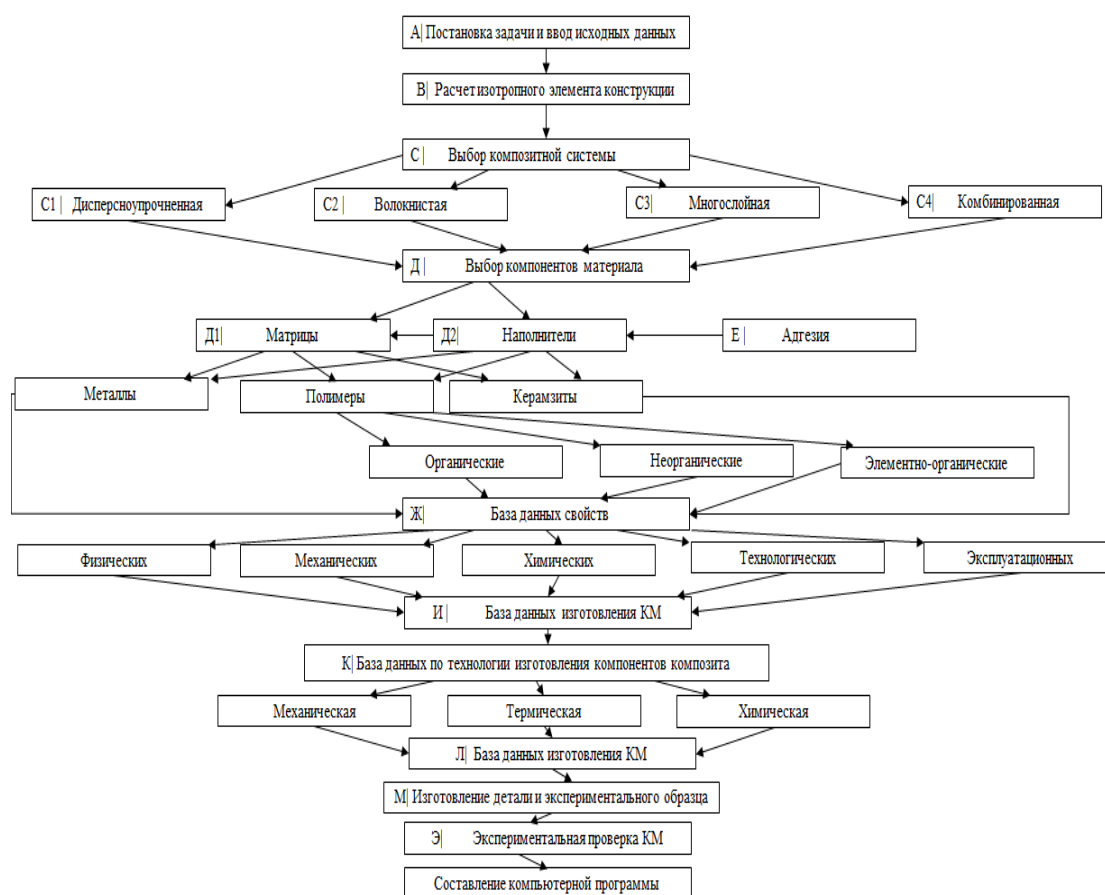 А| Постановка задачи и ввод исходных данных
В| Расчет изотропного элемента конструкции
С| Выбор композитной системы
С1| Дисперсноупрочненная
С2| Волокнистая
С3| Многослойная
С4| Комбинированная
Д| Выбор компонентов материала
Д1| Матрицы
Д2| Наполнители
Е| Адгезия
Металлы
Полимеры
Керамзиты
Органические
Неорганические
Элементно-органические
Ж| База данных свойств
Физических
Механических
Химических
Технологических
Эксплуатационных
И| База данных изготовления КМ
К| База данных по технологии изготовления компонентов композита
Механическая
Термическая
Химическая
Л| База данных изготовления КМ
М| Изготовление детали и экспериментального образца
Э| Экспериментальная проверка КМ
Составление компьютерной программы